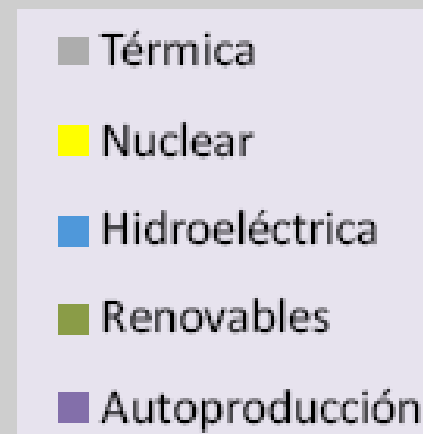 Térmica
Nuclear
Hidroeléctrica
Renovables
Autoproducción